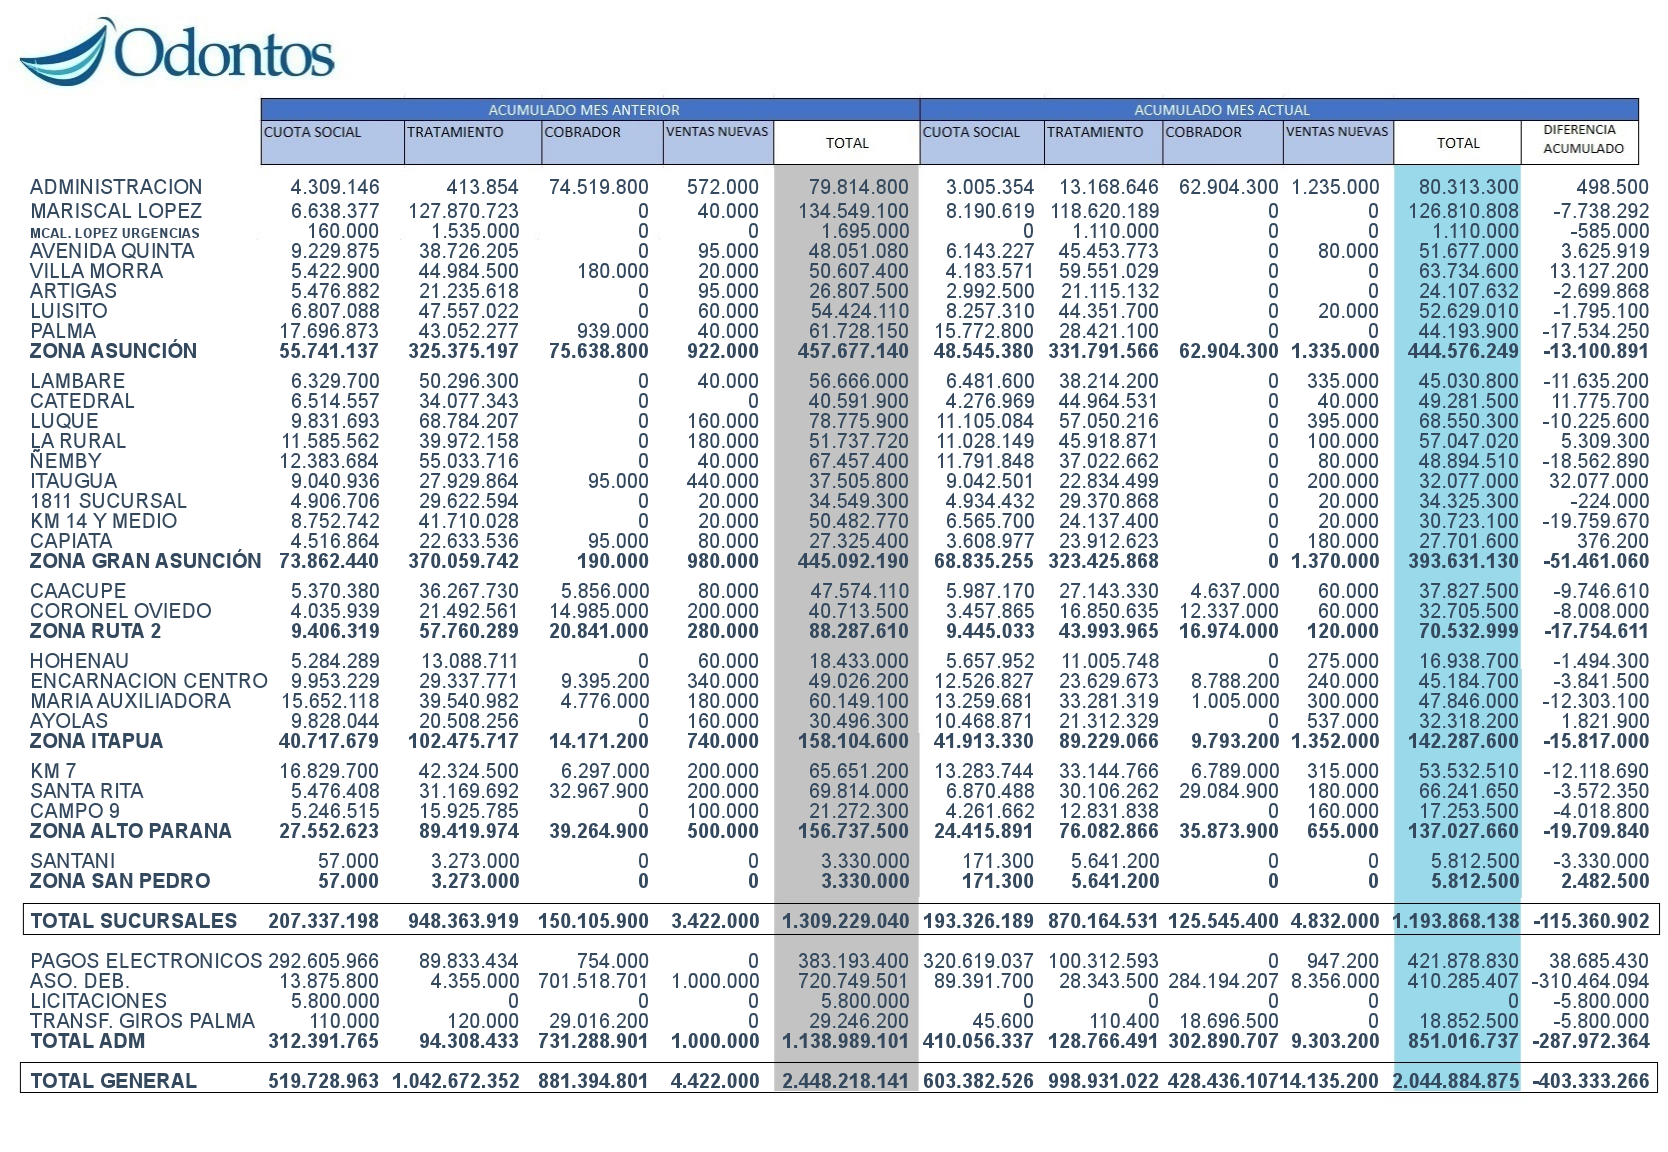 Odontos
ACUMULADO MES ANTERIOR ACUMULADO MES ACTUAL
CUOTA SOCIAL TRATAMIENTO COBRADOR VENTAS NUEVAS TOTAL CUOTA SOCIAL TRATAMIENTO COBRADOR VENTAS NUEVAS TOTAL DIFERENCIA ACUMULADO
ADMINISTRACION 4.309.146 413.854 74.519.800 572.000 79.814.800 3.005.354 13.168.646 62.904.300 1.235.000 80.313.300 498.500
MARISCAL LOPEZ 6.638.377 127.870.723 0 40.000 134.549.100 8.190.619 118.620.189 0 0 126.810.808 -7.738.292
MCAL. LOPEZ URGENCIAS 160.000 1.535.000 0 0 1.695.000 0 1.110.000 0 0 1.110.000 -585.000
AVENIDA QUINTA 9.229.875 38.726.205 0 95.000 48.051.080 6.143.227 45.453.773 0 80.000 51.677.000 3.625.919
VILLA MORRA 5.422.900 44.984.500 180.000 20.000 50.607.400 4.183.571 59.551.029 0 0 63.734.600 13.127.200
ARTIGAS 5.476.882 21.235.618 0 95.000 26.807.500 2.992.500 21.115.132 0 0 24.107.632 -2.699.868
LUISITO 6.807.088 47.557.022 0 60.000 54.424.110 8.257.310 44.351.700 0 20.000 52.629.010 -1.795.100
PALMA 17.696.873 43.052.277 939.000 40.000 61.728.150 15.772.800 28.421.100 0 0 44.193.900 -17.534.250
ZONA ASUNCIÓN 55.741.137 325.375.197 75.638.800 922.000 457.677.140 48.545.380 331.791.566 62.904.300 1.335.000 444.576.249 -13.100.891
LAMBARE 6.329.700 50.296.300 0 40.000 56.666.000 6.481.600 38.214.200 0 335.000 45.030.800 -11.635.200
CATEDRAL 6.514.557 34.077.343 0 0 40.591.900 4.276.969 44.964.531 0 40.000 49.281.500 11.775.700
LUQUE 9.831.693 68.784.207 0 160.000 78.775.900 11.105.084 57.050.216 0 395.000 68.550.300 -10.225.600
LA RURAL 11.585.562 39.972.158 0 180.000 51.737.720 11.028.149 45.918.871 0 100.000 57.047.020 5.309.300
ÑEMBY 12.383.684 55.033.716 0 40.000 67.457.400 11.791.848 37.022.662 0 80.000 48.894.510 -18.562.890
ITAUGUA 9.040.936 27.929.864 95.000 440.000 37.505.800 9.042.501 22.834.499 0 200.000 32.077.000 32.077.000
1811 SUCURSAL 4.906.706 29.622.594 0 20.000 34.549.300 4.934.432 29.370.868 0 20.000 34.325.300 -224.000
KM 14 Y MEDIO 8.752.742 41.710.028 0 20.000 50.482.770 6.565.700 24.137.400 0 20.000 30.723.100 -19.759.670
CAPIATA 4.516.864 22.633.536 95.000 80.000 27.325.400 3.608.977 23.912.623 0 180.000 27.701.600 376.200
ZONA GRAN ASUNCIÓN 73.862.440 370.059.742 190.000 980.000 445.092.190 68.835.255 323.425.868 0 1.370.000 393.631.130 -51.461.060
CAACUPE 5.370.380 36.267.730 5.856.000 80.000 47.574.110 5.987.170 27.143.330 4.637.000 60.000 37.827.500 -9.746.610
CORONEL OVIEDO 4.035.939 21.492.561 14.985.000 200.000 40.713.500 3.457.865 16.850.635 12.337.000 60.000 32.705.500 -8.008.000
ZONA RUTA 2 9.406.319 57.760.289 20.841.000 280.000 88.287.610 9.445.033 43.993.965 16.974.000 120.000 70.532.999 -17.754.611
HOHENAU 5.284.289 13.088.711 0 60.000 18.433.000 5.657.952 11.005.748 0 275.000 16.938.700 -1.494.300
ENCARNACION CENTRO 9.953.229 29.337.771 9.395.200 340.000 49.026.200 12.526.827 23.629.673 8.788.200 240.000 45.184.700 -3.841.500
MARIA AUXILIADORA 15.652.118 39.540.982 4.776.000 180.000 60.149.100 13.259.681 33.281.319 1.005.000 300.000 47.846.000 -12.303.100
AYOLAS 9.828.044 20.508.256 0 160.000 30.496.300 10.468.871 21.312.329 0 537.000 32.318.200 1.821.900
ZONA ITAPUA 40.717.679 102.475.717 14.171.200 740.000 158.104.600 41.913.330 89.229.066 9.793.200 1.352.000 142.287.600 -15.817.000
KM 7 16.829.700 42.324.500 6.297.000 200.000 65.651.200 13.283.744 33.144.766 6.789.000 315.000 53.532.510 -12.118.690
SANTA RITA 5.476.408 31.169.692 32.967.900 200.000 69.814.000 6.870.488 30.106.262 29.084.900 180.000 66.241.650 -3.572.350
CAMPO 9 5.246.515 15.925.785 0 100.000 21.272.300 4.261.662 12.831.838 0 160.000 17.253.500 -4.018.800
ZONA ALTO PARANA 27.552.623 89.419.974 39.264.900 500.000 156.737.500 24.415.891 76.082.866 35.873.900 655.000 137.027.660 -19.709.840
SANTANI 57.000 3.273.000 0 0 3.330.000 171.300 5.641.200 0 0 5.812.500 -3.330.000
ZONA SAN PEDRO 57.000 3.273.000 0 0 3.330.000 171.300 5.641.200 0 0 5.812.500 2.482.500
TOTAL SUCURSALES 207.337.198 948.363.919 150.105.900 3.422.000 1.309.229.040 193.326.189 870.164.531 125.545.400 4.832.000 1.193.868.138 -115.360.902
PAGOS ELECTRONICOS 292.605.966 89.833.434 754.000 0 383.193.400 320.619.037 100.312.593 0 947.200 421.878.830 38.685.430
ASO. DEB. 13.875.800 4.355.000 701.518.701 1.000.000 720.749.501 89.391.700 28.343.500 284.194.207 8.356.000 410.285.407 -310.464.094
LICITACIONES 5.800.000 0 0 0 5.800.000 0 0 0 0 0 -5.800.000
TRANSF. GIROS PALMA 110.000 120.000 29.016.200 0 29.246.200 45.600 110.400 18.696.500 0 18.852.500 -5.800.000
TOTAL ADM 312.391.765 94.308.433 731.288.901 1.000.000 1.138.989.101 410.056.337 128.766.491 302.890.707 9.303.200 851.016.737 -287.972.364
TOTAL GENERAL 519.728.963 1.042.672.352 881.394.801 4.422.000 2.448.218.141 603.382.526 998.931.022 428.436.107 14.135.200 2.044.884.875 -403.333.266